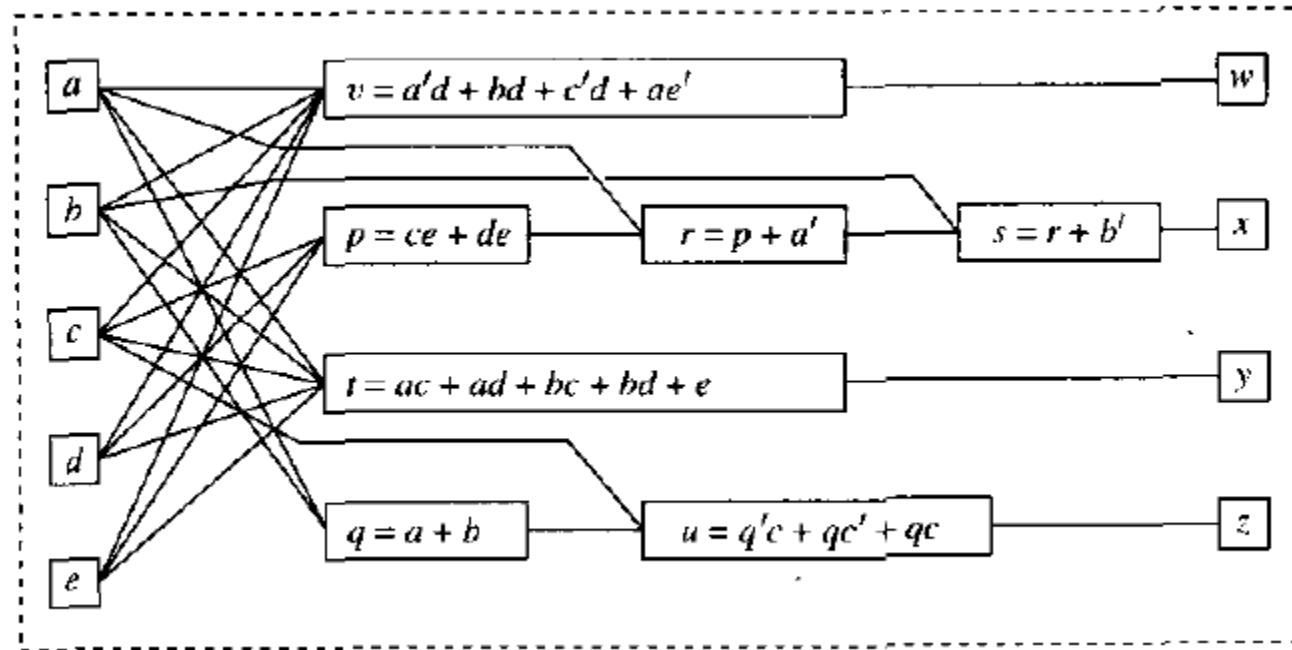 a
v = a'd + bd + c'd + ae'
w
b
p = ce + de
r = p + a'
s = r + b'
x
c
t = ac + ad + bc + bd + e
y
d
q = a + b
u = q'c + qc' + qc
z
e